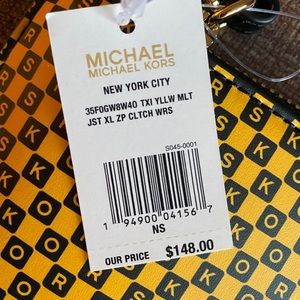 MICHAEL
MICHAEL KORS
NEW YORK CITY
35F0GW8W4O TXI YLLW MLT
JST XL ZP CLTCH WRS
S045-0001
1 94900 04156 7
NS
OUR PRICE $148.00